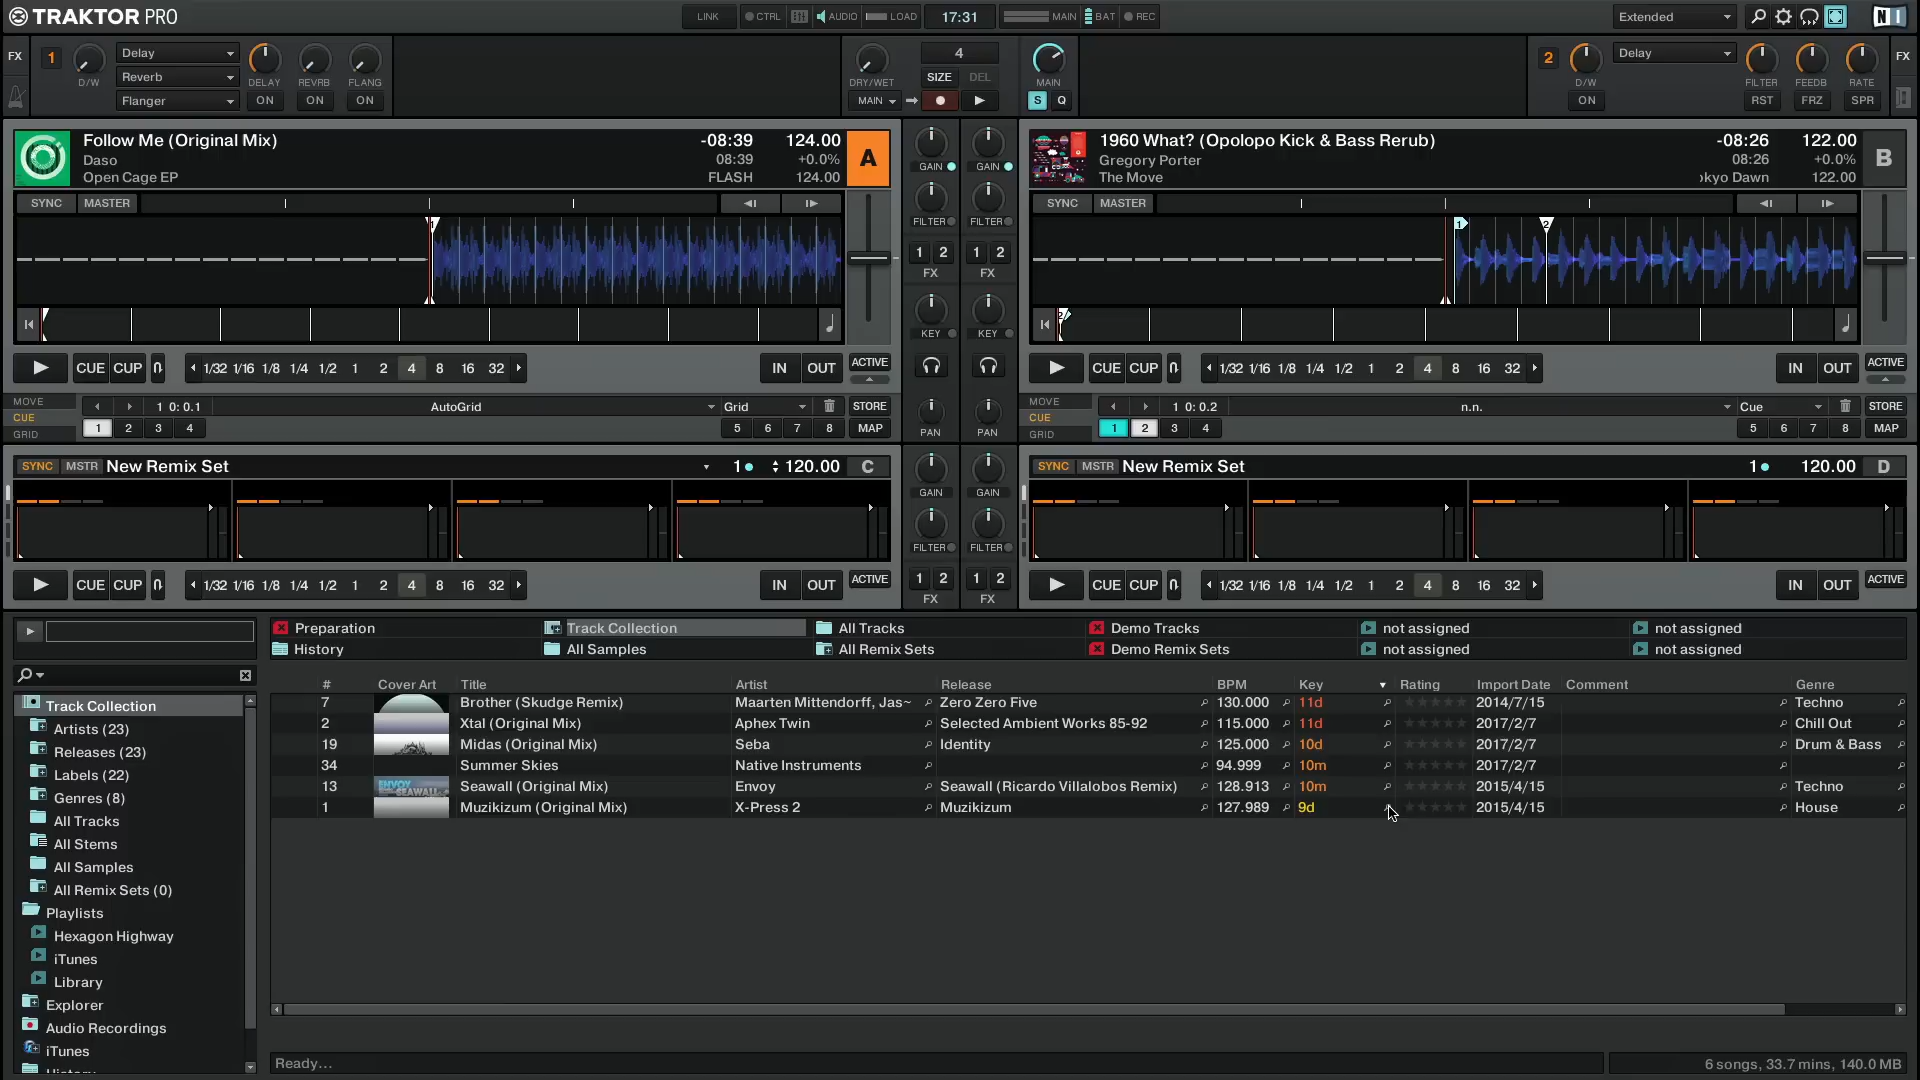 TRAKTOR PRO
LINK CTRL AUDIO LOAD 17:31 MAIN BAT REC Extended NI
FX 1 D/W Delay Reverb Flanger DELAY ON REVRB ON FLANG ON
DRY/WET MAIN 4 SIZE DEL MAIN S Q
2 D/W ON Delay FILTER RST FEEDB FRZ RATE SPR FX
Follow Me (Original Mix) -08:39 124.00 A
Daso 08:39 +0.0%
Open Cage EP FLASH 124.00
SYNC MASTER
CUE CUP 1/32 1/16 1/8 1/4 1/2 1 2 4 8 16 32 IN OUT ACTIVE
MOVE CUE GRID 1 0: 0.1 AutoGrid Grid STORE
1 2 3 4 5 6 7 8 MAP
GAIN GAIN
FILTER FILTER
1 2 1 2
FX FX
KEY KEY
PAN PAN
1960 What? (Opolopo Kick & Bass Rerub) -08:26 122.00 B
Gregory Porter 08:26 +0.0%
The Move okyo Dawn 122.00
SYNC MASTER
1 2
CUE CUP 1/32 1/16 1/8 1/4 1/2 1 2 4 8 16 32 IN OUT ACTIVE
MOVE CUE GRID 1 0: 0.2 n.n. Cue STORE
1 2 3 4 5 6 7 8 MAP
SYNC MSTR New Remix Set 1 120.00 C
CUE CUP 1/32 1/16 1/8 1/4 1/2 1 2 4 8 16 32 IN OUT ACTIVE
GAIN GAIN
FILTER FILTER
1 2 1 2
FX FX
SYNC MSTR New Remix Set 1 120.00 D
CUE CUP 1/32 1/16 1/8 1/4 1/2 1 2 4 8 16 32 IN OUT ACTIVE
Preparation Track Collection All Tracks Demo Tracks not assigned not assigned
History All Samples All Remix Sets Demo Remix Sets not assigned not assigned
Track Collection
Artists (23)
Releases (23)
Labels (22)
Genres (8)
All Tracks
All Stems
All Samples
All Remix Sets (0)
Playlists
Hexagon Highway
iTunes
Library
Explorer
Audio Recordings
iTunes
History
# Cover Art Title Artist Release BPM Key Rating Import Date Comment Genre
7 Brother (Skudge Remix) Maarten Mittendorff, Jas~ Zero Zero Five 130.000 11d 2014/7/15 Techno
2 Xtal (Original Mix) Aphex Twin Selected Ambient Works 85-92 115.000 11d 2017/2/7 Chill Out
19 Midas (Original Mix) Seba Identity 125.000 10d 2017/2/7 Drum & Bass
34 Summer Skies Native Instruments 94.999 10m 2017/2/7
13 ENVOY SEAWALL Seawall (Original Mix) Envoy Seawall (Ricardo Villalobos Remix) 128.913 10m 2015/4/15 Techno
1 Muzikizum (Original Mix) X-Press 2 Muzikizum 127.989 9d 2015/4/15 House
Ready... 6 songs, 33.7 mins, 140.0 MB